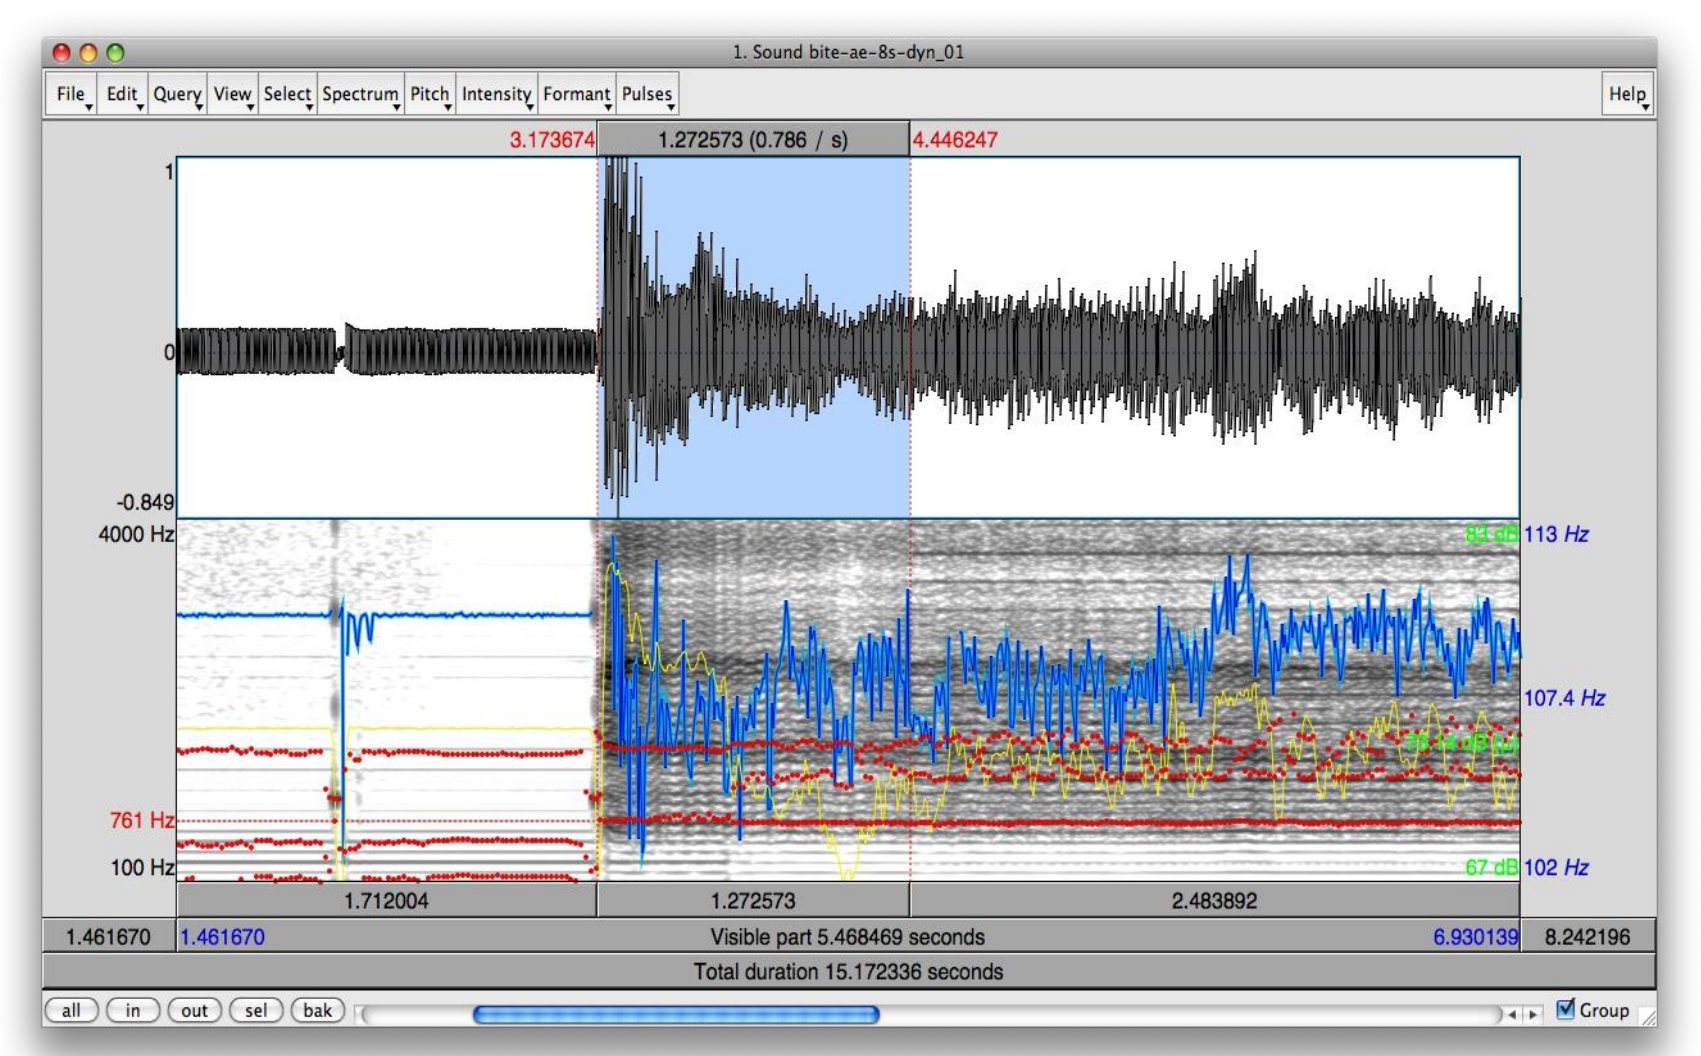 1. Sound bite-ae-8s-dyn_01
File Edit Query View Select Spectrum Pitch Intensity Formant Pulses Help
3.173674 1.272573 (0.786 / s) 4.446247
1
0
-0.849
4000 Hz 83 dB 113 Hz
107.4 Hz
73.14 dB (µ)
761 Hz
100 Hz 67 dB 102 Hz
1.712004 1.272573 2.483892
1.461670 1.461670 Visible part 5.468469 seconds 6.930139 8.242196
Total duration 15.172336 seconds
all in out sel bak Group